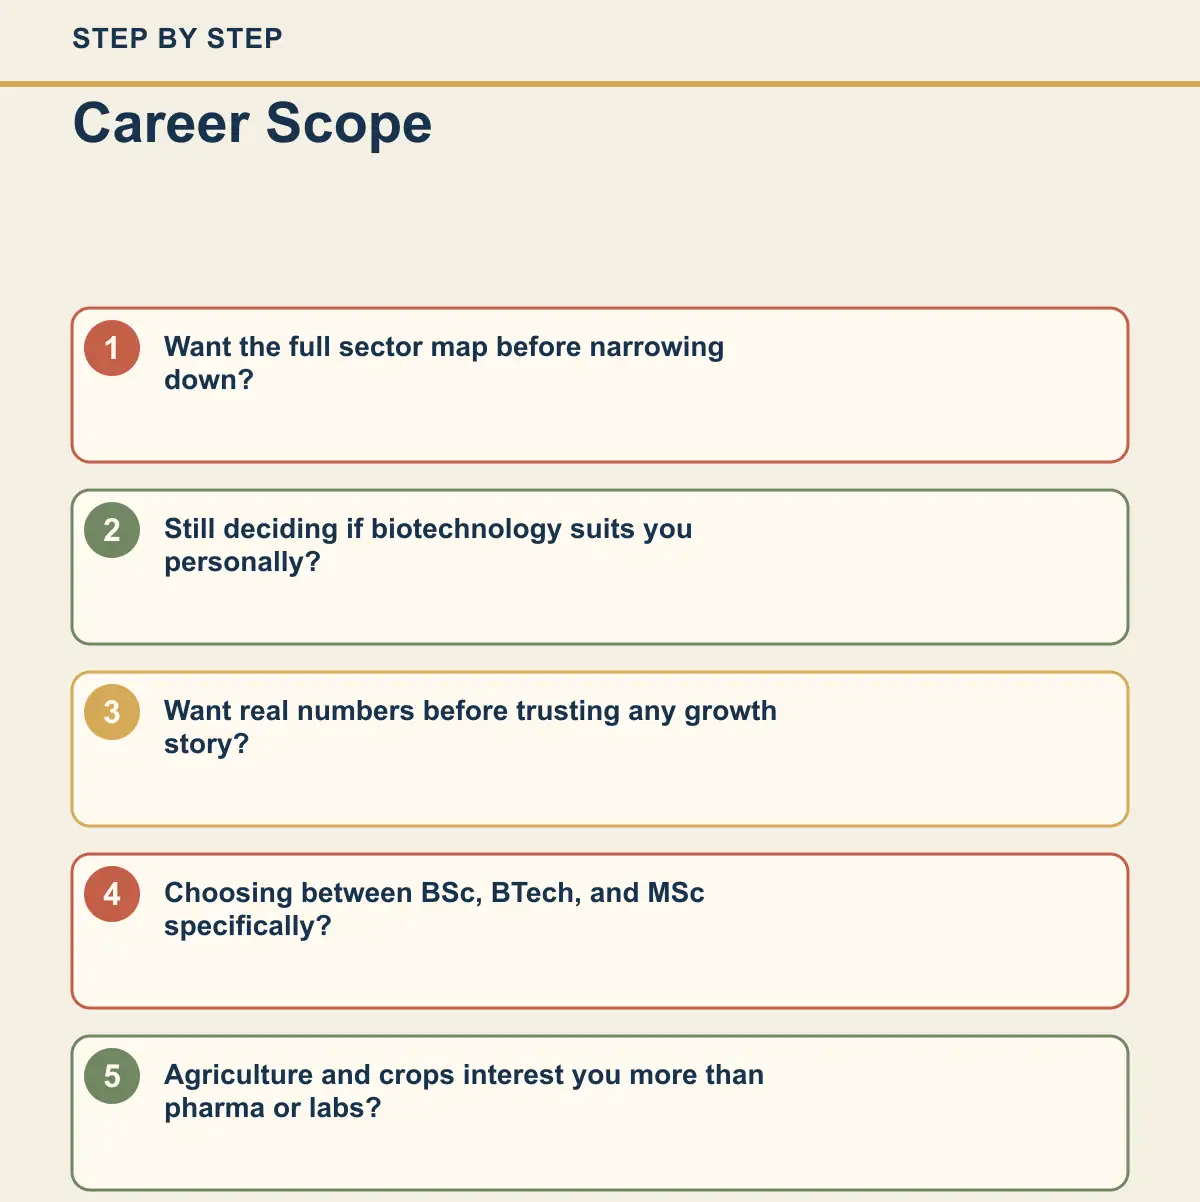 STEP BY STEP
Career Scope
1
Want the full sector map before narrowing
down?
2
Still deciding if biotechnology suits you
personally?
3
Want real numbers before trusting any growth
story?
4
Choosing between BSc, BTech, and MSc
specifically?
5
Agriculture and crops interest you more than
pharma or labs?